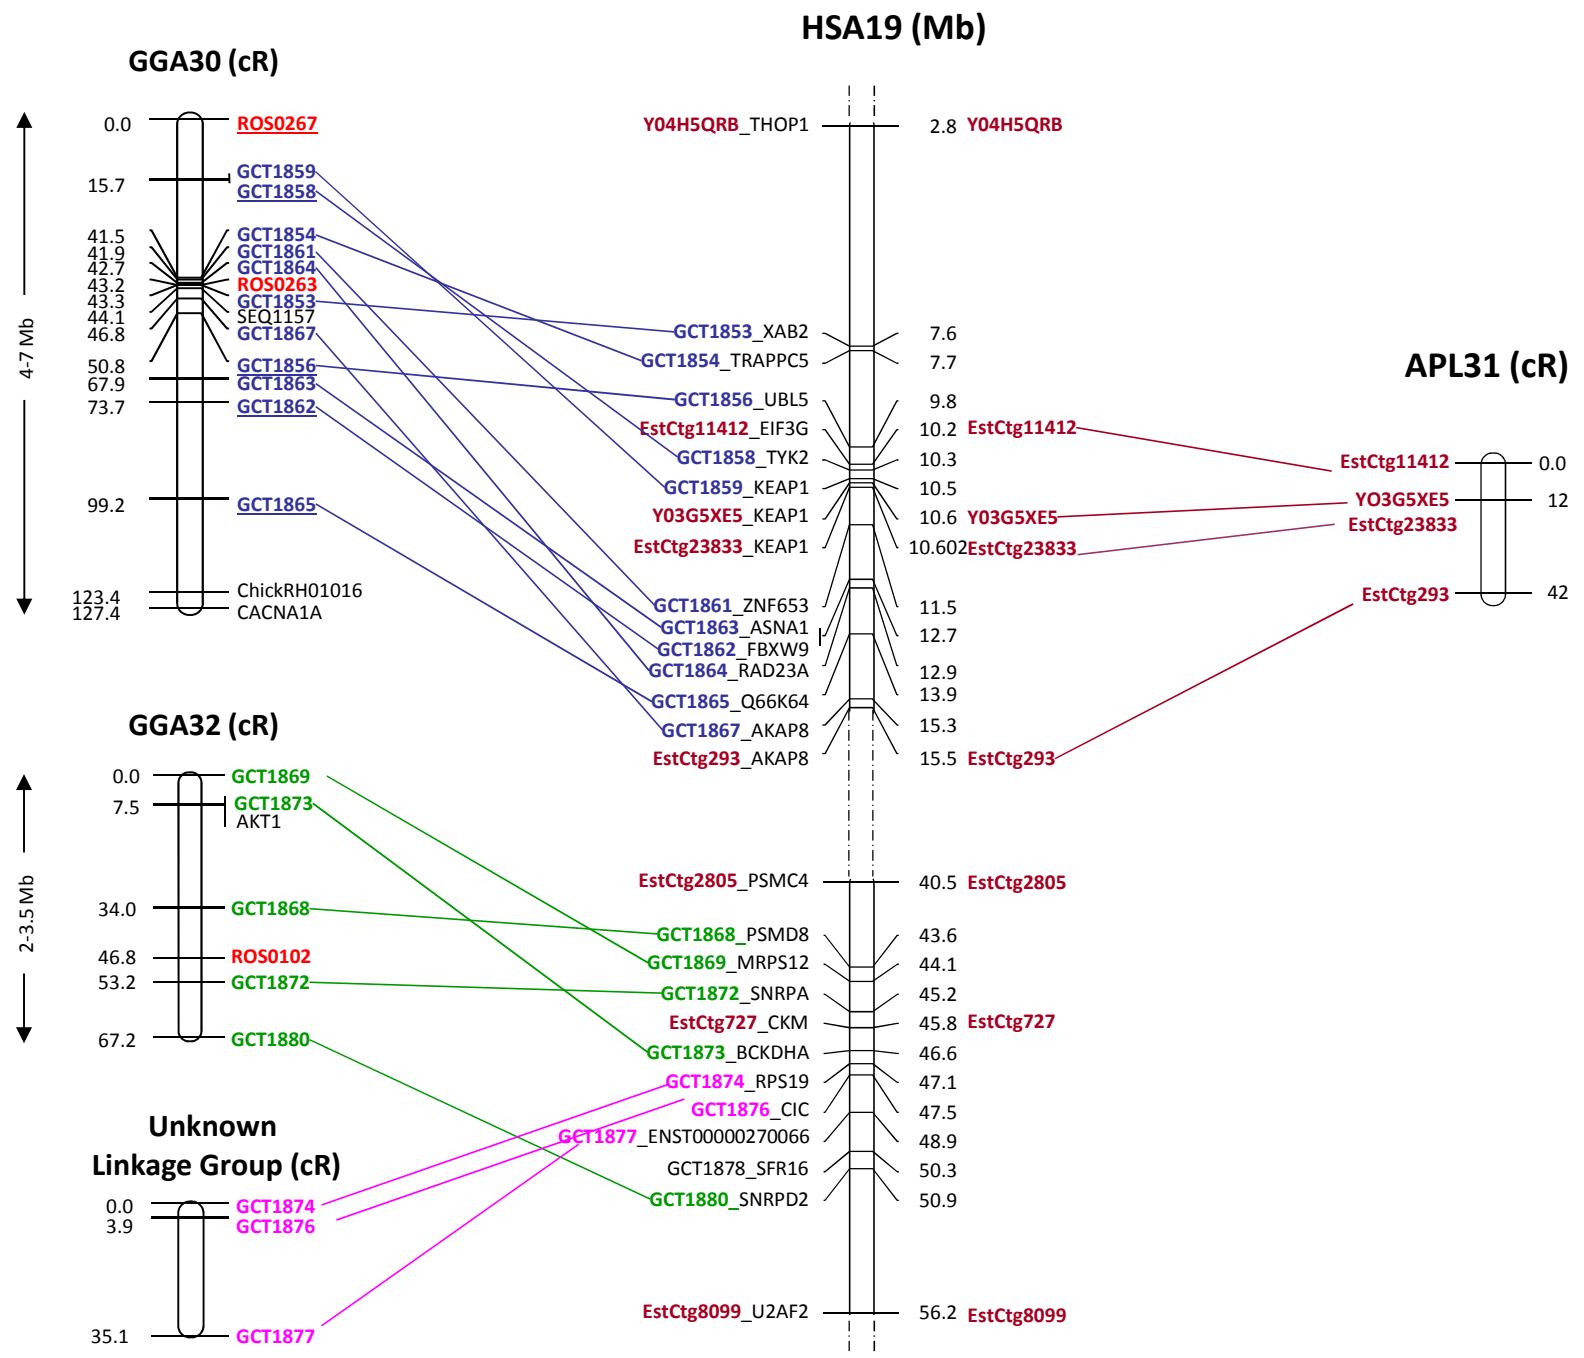 HSA19 (Mb)
GGA30 (cR)
0.0 ROS0267
15.7 GCT1859
GCT1858
41.5 GCT1854
41.9 GCT1861
42.7 GCT1864
43.2 ROS0263
43.3 GCT1853
44.1 SEQ1157
46.8 GCT1867
50.8 GCT1856
67.9 GCT1863
73.7 GCT1862
99.2 GCT1865
123.4 ChickRH01016
127.4 CACNA1A
4-7 Mb
GGA32 (cR)
0.0 GCT1869
7.5 GCT1873
AKT1
34.0 GCT1868
46.8 ROS0102
53.2 GCT1872
67.2 GCT1880
2-3.5 Mb
Unknown
Linkage Group (cR)
0.0 GCT1874
3.9 GCT1876
35.1 GCT1877
Y04H5QRB_THOP1 2.8 Y04H5QRB
GCT1853_XAB2 7.6
GCT1854_TRAPPC5 7.7
GCT1856_UBL5 9.8
EstCtg11412_EIF3G 10.2 EstCtg11412
GCT1858_TYK2 10.3
GCT1859_KEAP1 10.5
Y03G5XE5_KEAP1 10.6 Y03G5XE5
EstCtg23833_KEAP1 10.602 EstCtg23833
GCT1861_ZNF653 11.5
GCT1863_ASNA1 12.7
GCT1862_FBXW9
GCT1864_RAD23A 12.9
GCT1865_Q66K64 13.9
GCT1867_AKAP8 15.3
EstCtg293_AKAP8 15.5 EstCtg293
EstCtg2805_PSMC4 40.5 EstCtg2805
GCT1868_PSMD8 43.6
GCT1869_MRPS12 44.1
GCT1872_SNRPA 45.2
EstCtg727_CKM 45.8 EstCtg727
GCT1873_BCKDHA 46.6
GCT1874_RPS19 47.1
GCT1876_CIC 47.5
GCT1877_ENST00000270066 48.9
GCT1878_SFR16 50.3
GCT1880_SNRPD2 50.9
EstCtg8099_U2AF2 56.2 EstCtg8099
APL31 (cR)
EstCtg11412 0.0
YO3G5XE5 12
EstCtg23833
EstCtg293 42